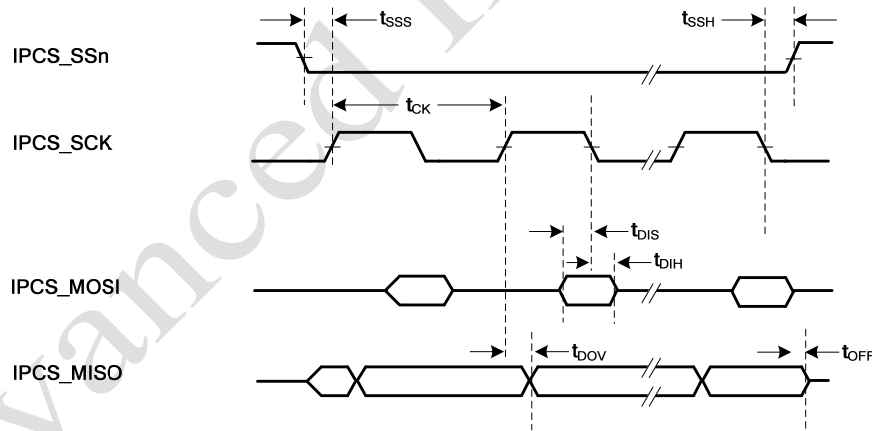 tSSS
tSSH
IPCS_SSn
tCK
IPCS_SCK
tDIS
tDIH
IPCS_MOSI
tDOV
tOFF
IPCS_MISO